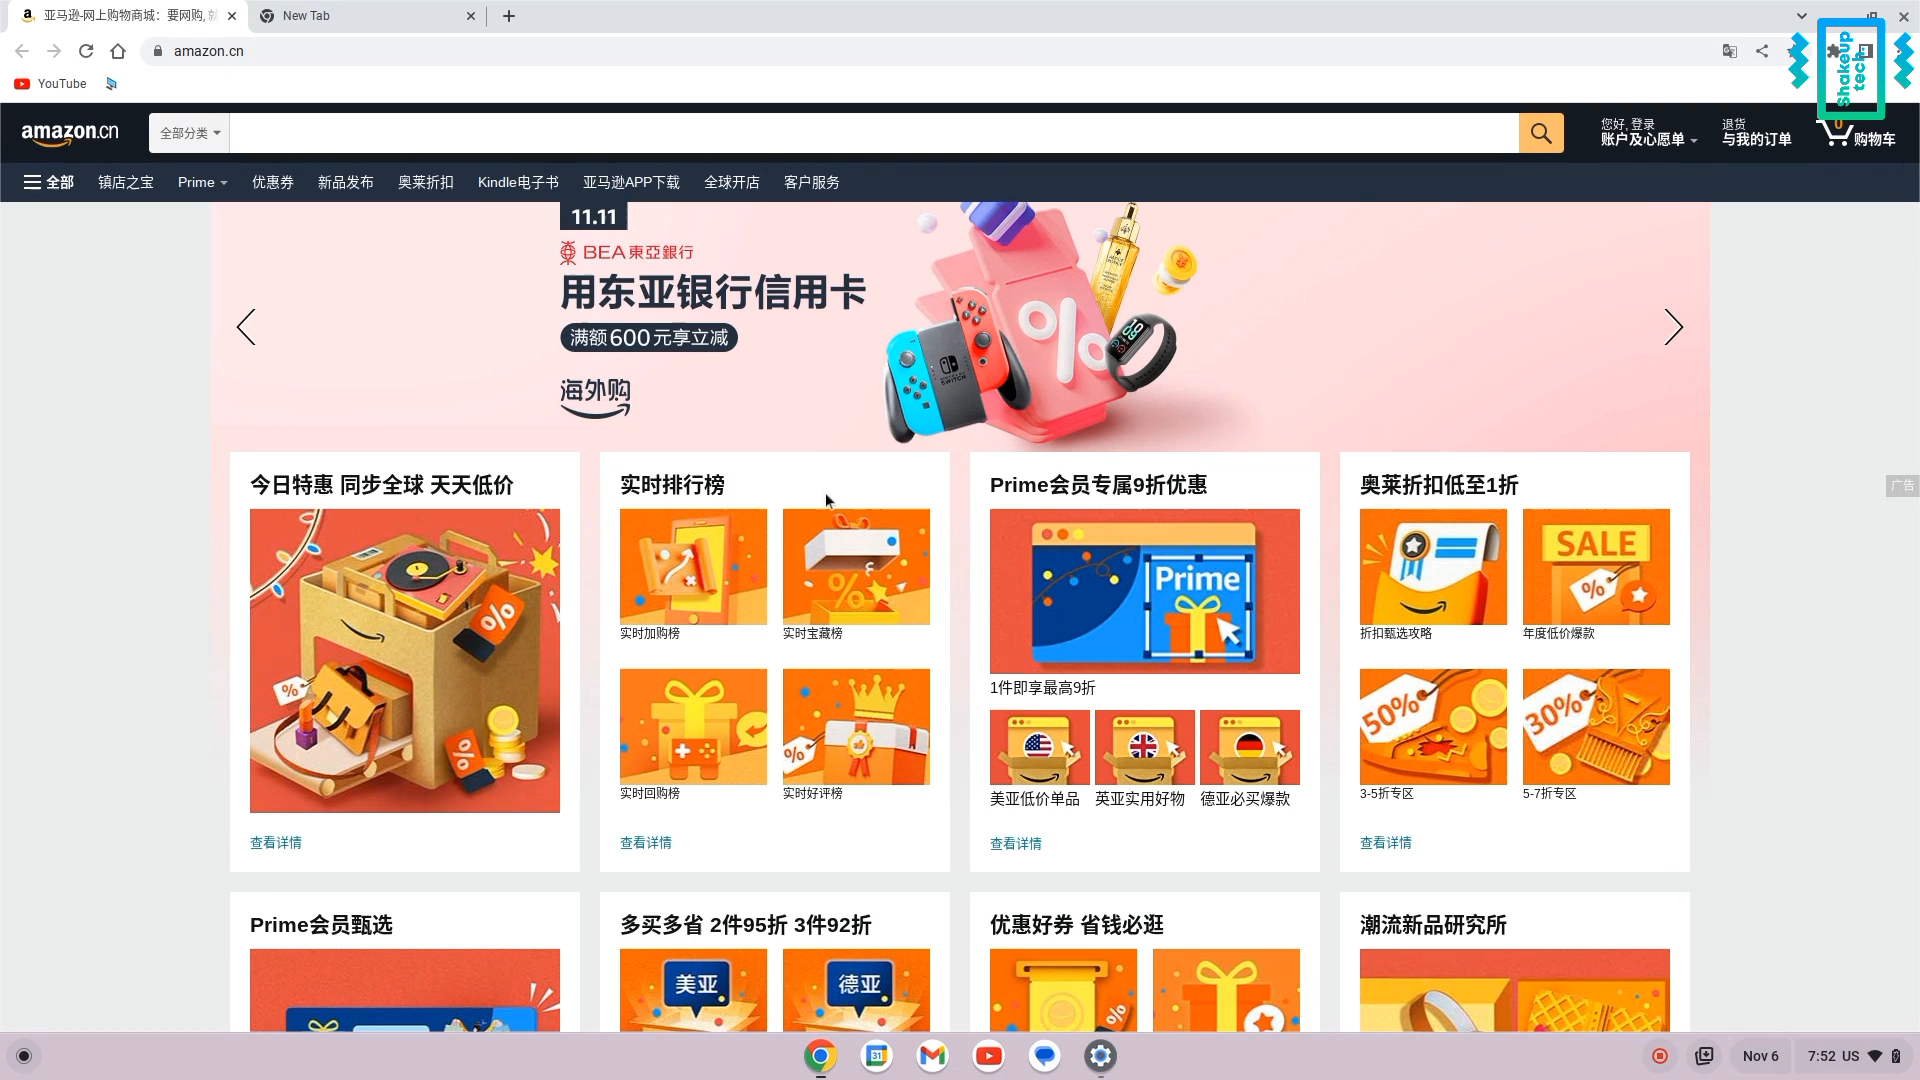 亚马逊-网上购物商城：要网购, 就
New Tab
amazon.cn
YouTube
Shakeup
tech
amazon.cn
全部分类
您好, 登录
账户及心愿单
退货
与我的订单
0
购物车
全部
镇店之宝
Prime
优惠券
新品发布
奥莱折扣
Kindle电子书
亚马逊APP下载
全球开店
客户服务
11.11
BEA東亞銀行
用东亚银行信用卡
满额600元享立减
海外购
%
NINTENDO
SWITCH
10
09
广告
今日特惠 同步全球 天天低价
%
%
%
查看详情
实时排行榜
实时加购榜
%
实时宝藏榜
实时回购榜
%
实时好评榜
查看详情
Prime会员专属9折优惠
Prime
1件即享最高9折
美亚低价单品
英亚实用好物
德亚必买爆款
查看详情
奥莱折扣低至1折
折扣甄选攻略
SALE
%
年度低价爆款
50%
3-5折专区
30%
5-7折专区
查看详情
Prime会员甄选
多买多省 2件95折 3件92折
美亚
德亚
优惠好券 省钱必逛
%
潮流新品研究所
31
Nov 6
7:52 US